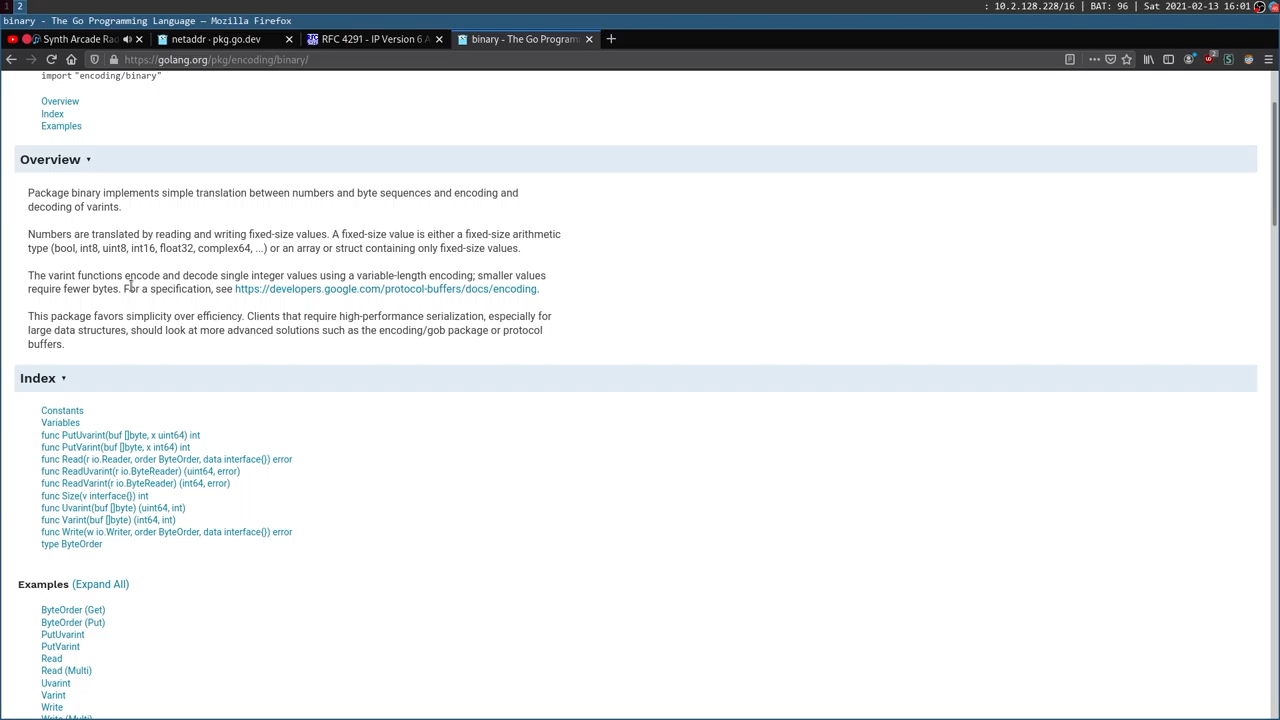 1 2 : 10.2.128.228/16 | BAT: 96 | Sat 2021-02-13 16:01
binary - The Go Programming Language — Mozilla Firefox
Synth Arcade Rad netaddr · pkg.go.dev RFC 4291 - IP Version 6 A binary - The Go Programm
https://golang.org/pkg/encoding/binary/
import "encoding/binary"
Overview
Index
Examples
Overview ▾
Package binary implements simple translation between numbers and byte sequences and encoding and
decoding of varints.
Numbers are translated by reading and writing fixed-size values. A fixed-size value is either a fixed-size arithmetic
type (bool, int8, uint8, int16, float32, complex64, ...) or an array or struct containing only fixed-size values.
The varint functions encode and decode single integer values using a variable-length encoding; smaller values
require fewer bytes. For a specification, see https://developers.google.com/protocol-buffers/docs/encoding.
This package favors simplicity over efficiency. Clients that require high-performance serialization, especially for
large data structures, should look at more advanced solutions such as the encoding/gob package or protocol
buffers.
Index ▾
Constants
Variables
func PutUvarint(buf []byte, x uint64) int
func PutVarint(buf []byte, x int64) int
func Read(r io.Reader, order ByteOrder, data interface{}) error
func ReadUvarint(r io.ByteReader) (uint64, error)
func ReadVarint(r io.ByteReader) (int64, error)
func Size(v interface{}) int
func Uvarint(buf []byte) (uint64, int)
func Varint(buf []byte) (int64, int)
func Write(w io.Writer, order ByteOrder, data interface{}) error
type ByteOrder
Examples (Expand All)
ByteOrder (Get)
ByteOrder (Put)
PutUvarint
PutVarint
Read
Read (Multi)
Uvarint
Varint
Write
Write (Multi)